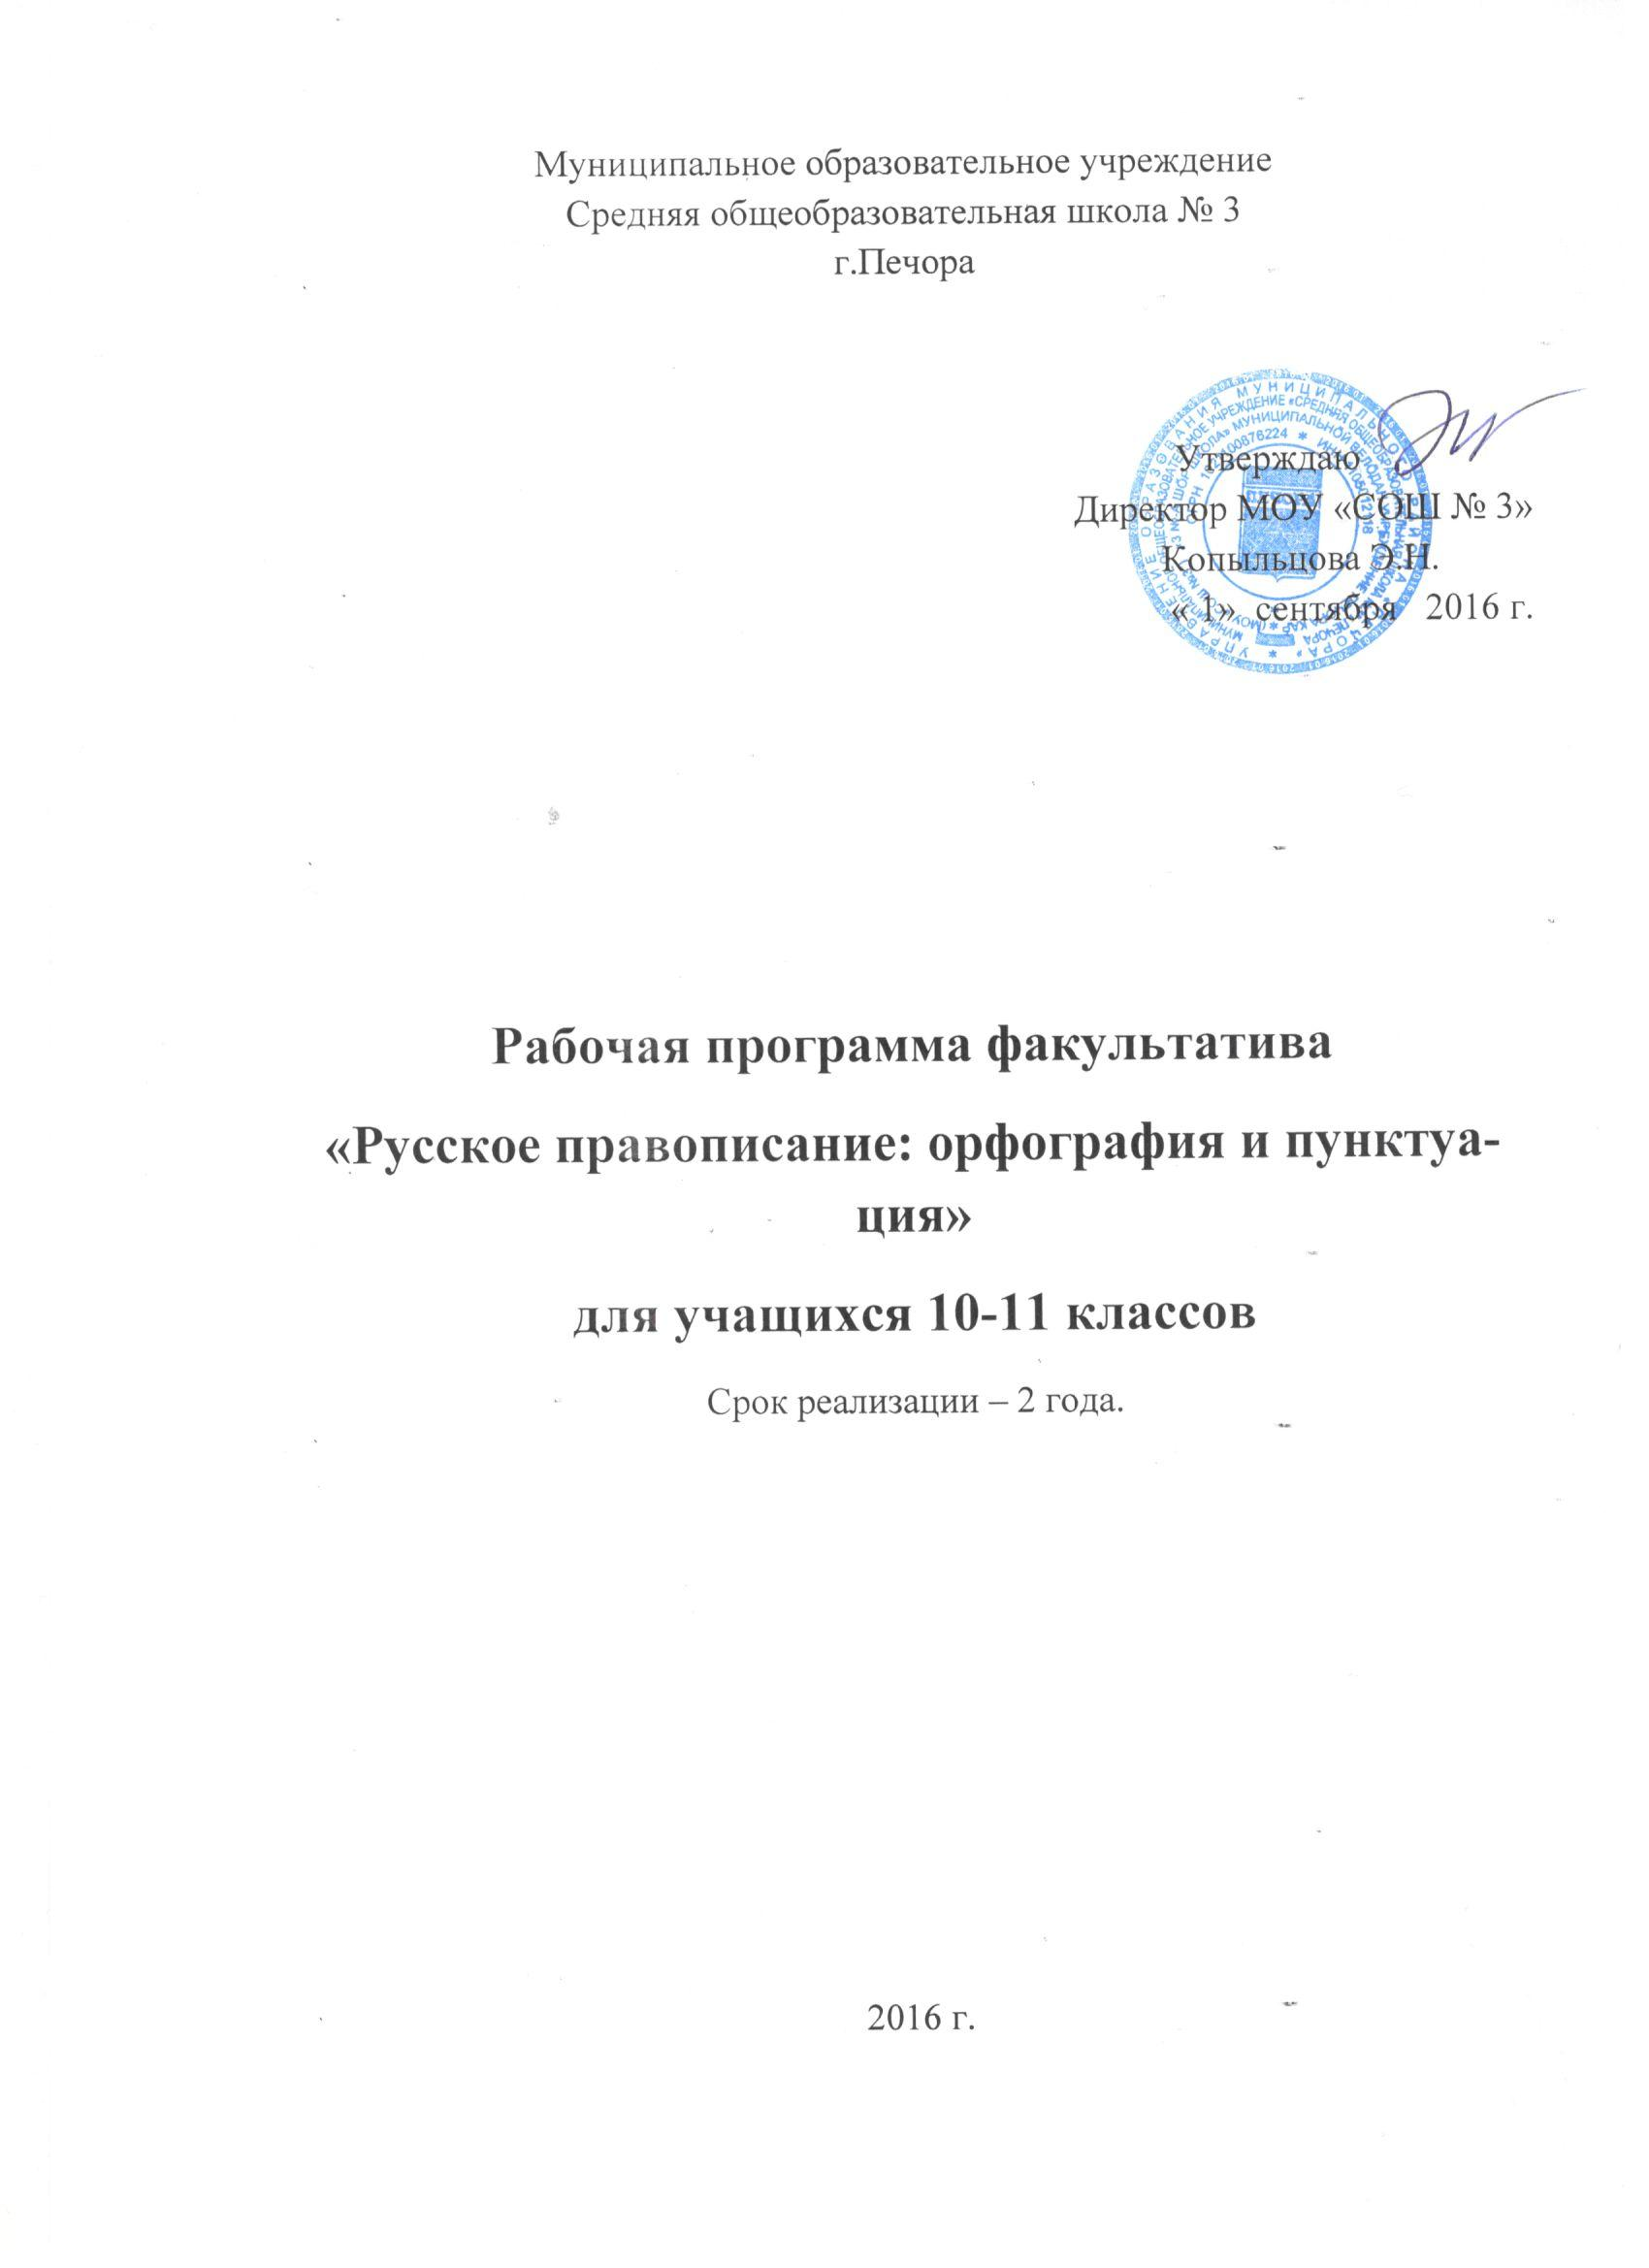 Муниципальное образовательное учреждение
Средняя общеобразовательная школа № 3
г.Печора
Утверждаю
Директор МОУ «СОШ № 3»
Копыльцова Э.Н.
« 1» сентября 2016 г.
Рабочая программа факультатива
«Русское правописание: орфография и пунктуа-
ция»
для учащихся 10-11 классов
Срок реализации – 2 года.
2016 г.